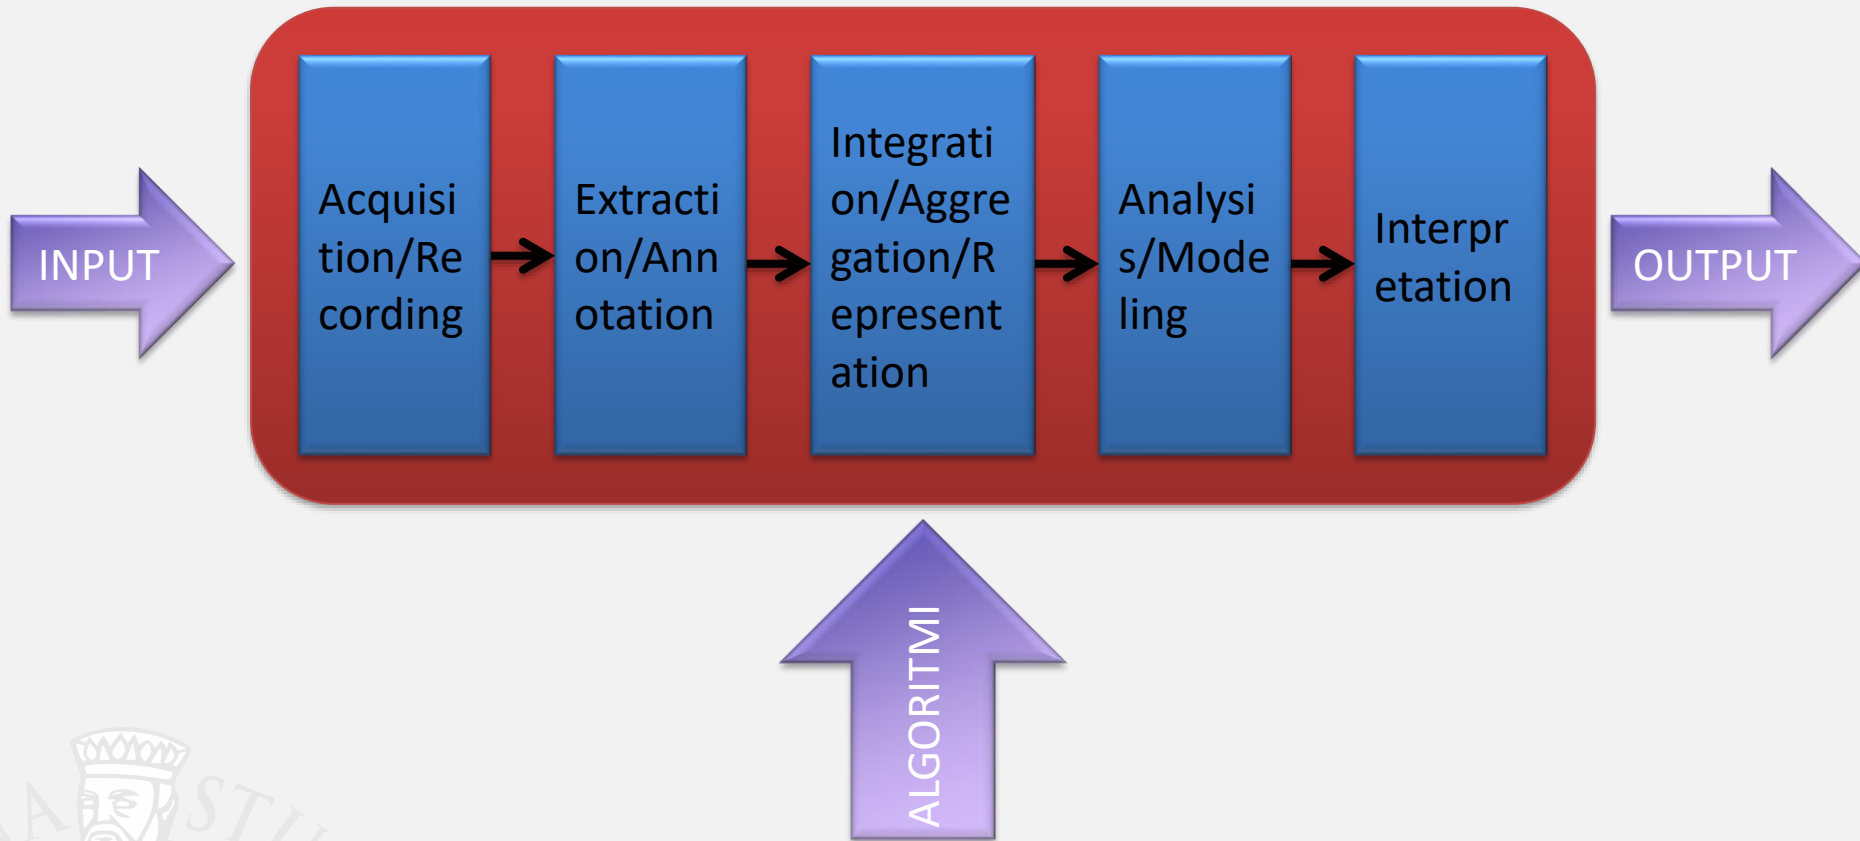 INPUT
Acquisi
tion/Re
cording
Extracti
on/Ann
otation
Integrati
on/Aggre
gation/R
epresent
ation
Analysi
s/Mode
ling
Interpr
etation
OUTPUT
ALGORITMI
A STU